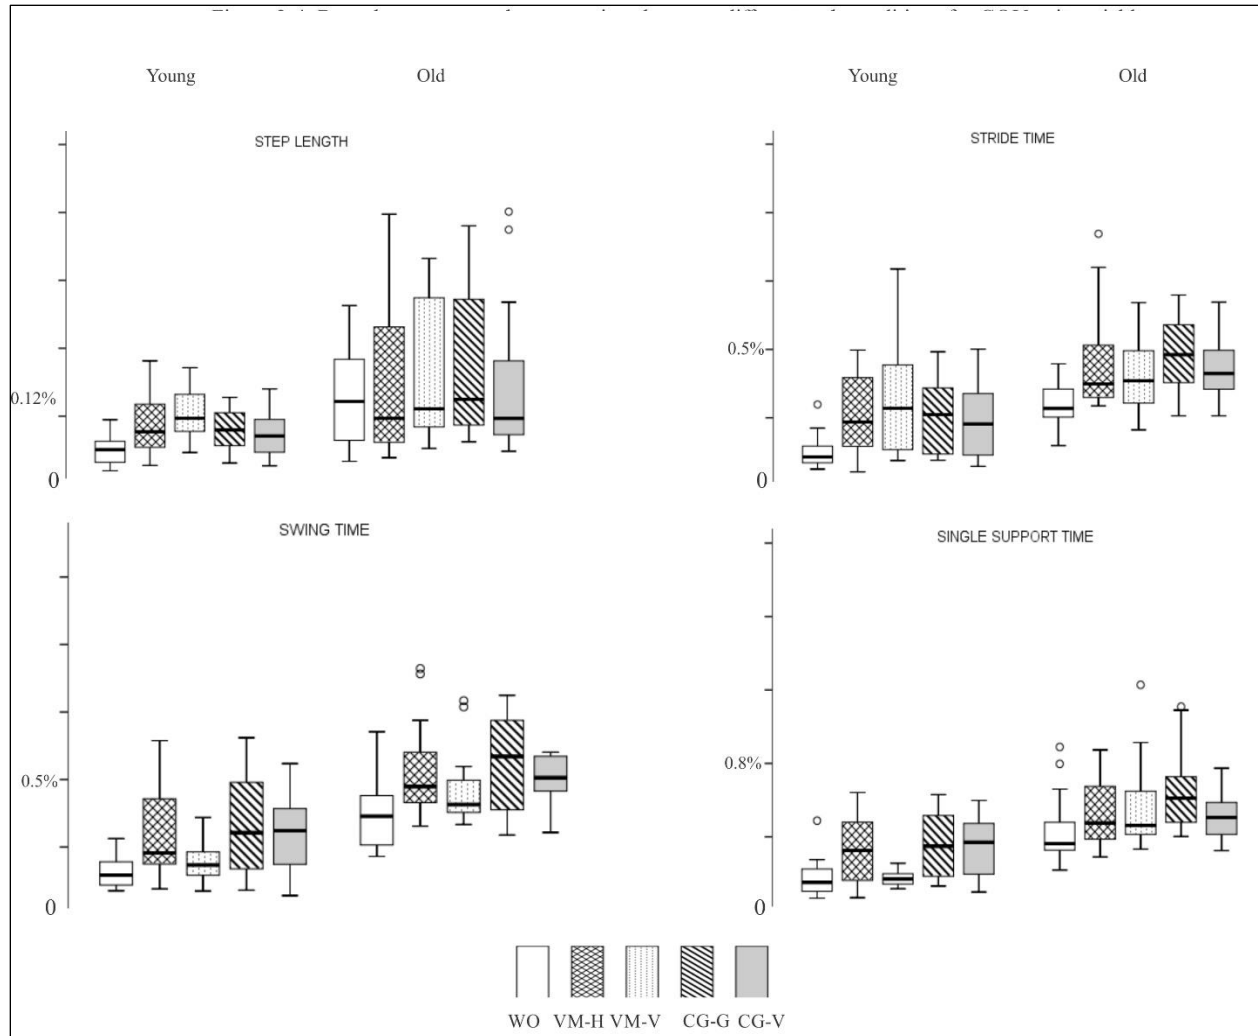 Young Old Young Old
STEP LENGTH STRIDE TIME
0.5%
0.12%
0 0
SWING TIME SINGLE SUPPORT TIME
0.5% 0.8%
0 0
WO VM-H VM-V CG-G CG-V